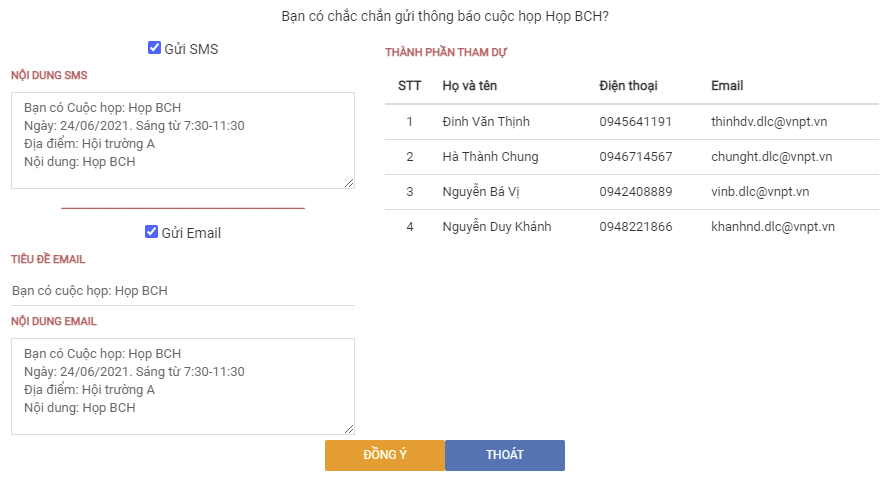 Bạn có chắc chắn gửi thông báo cuộc họp Họp BCH?
Gửi SMS
NỘI DUNG SMS
Bạn có Cuộc họp: Họp BCH
Ngày: 24/06/2021. Sáng từ 7:30-11:30
Địa điểm: Hội trường A
Nội dung: Họp BCH
Gửi Email
TIÊU ĐỀ EMAIL
Bạn có cuộc họp: Họp BCH
NỘI DUNG EMAIL
Bạn có Cuộc họp: Họp BCH
Ngày: 24/06/2021. Sáng từ 7:30-11:30
Địa điểm: Hội trường A
Nội dung: Họp BCH
THÀNH PHẦN THAM DỰ
STT Họ và tên Điện thoại Email
1 Đinh Văn Thịnh 0945641191 thinhdv.dlc@vnpt.vn
2 Hà Thành Chung 0946714567 chunght.dlc@vnpt.vn
3 Nguyễn Bá Vị 0942408889 vinb.dlc@vnpt.vn
4 Nguyễn Duy Khánh 0948221866 khanhnd.dlc@vnpt.vn
ĐỒNG Ý THOÁT